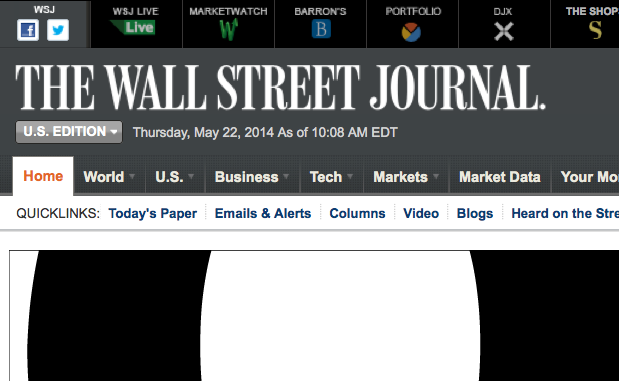 WSJ WSJ LIVE MARKETWATCH BARRON'S PORTFOLIO DJX THE SHOP
f Live W B X S
THE WALL STREET JOURNAL.
U.S. EDITION Thursday, May 22, 2014 As of 10:08 AM EDT
Home World U.S. Business Tech Markets Market Data Your Mo
QUICKLINKS: Today's Paper Emails & Alerts Columns Video Blogs Heard on the Stre